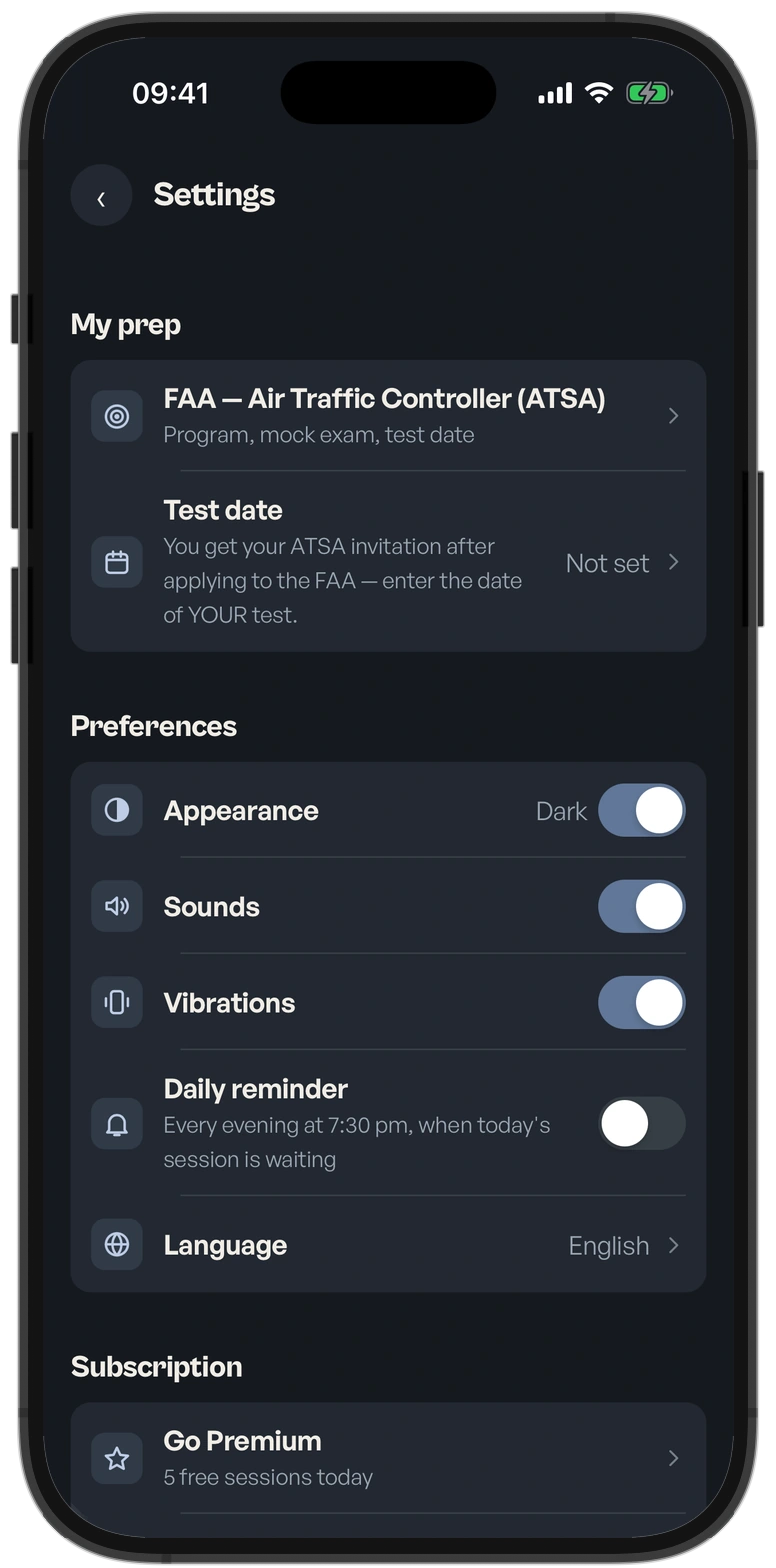 09:41
Settings
My prep
FAA — Air Traffic Controller (ATSA)
Program, mock exam, test date
Test date
You get your ATSA invitation after
applying to the FAA — enter the date
of YOUR test.
Not set
Preferences
Appearance
Dark
Sounds
Vibrations
Daily reminder
Every evening at 7:30 pm, when today's
session is waiting
Language
English
Subscription
Go Premium
5 free sessions today